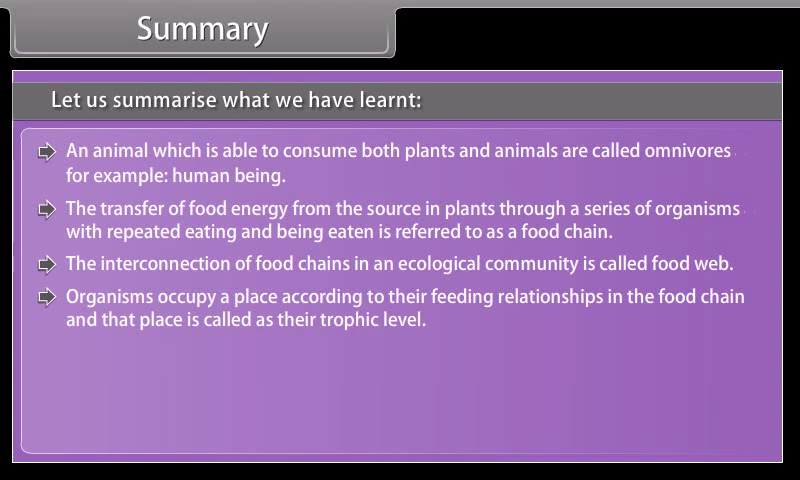 Summary
Let us summarise what we have learnt:
An animal which is able to consume both plants and animals are called omnivores
for example: human being.
The transfer of food energy from the source in plants through a series of organisms
with repeated eating and being eaten is referred to as a food chain.
The interconnection of food chains in an ecological community is called food web.
Organisms occupy a place according to their feeding relationships in the food chain
and that place is called as their trophic level.